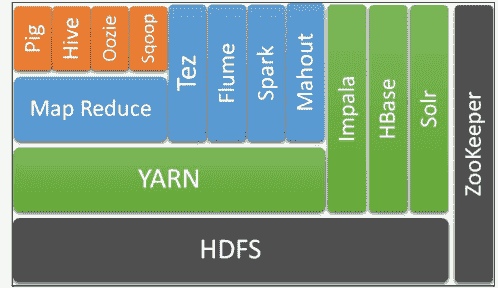 Pig
Hive
Oozie
Sqoop
Tez
Flume
Spark
Mahout
Impala
HBase
Solr
ZooKeeper
Map Reduce
YARN
HDFS